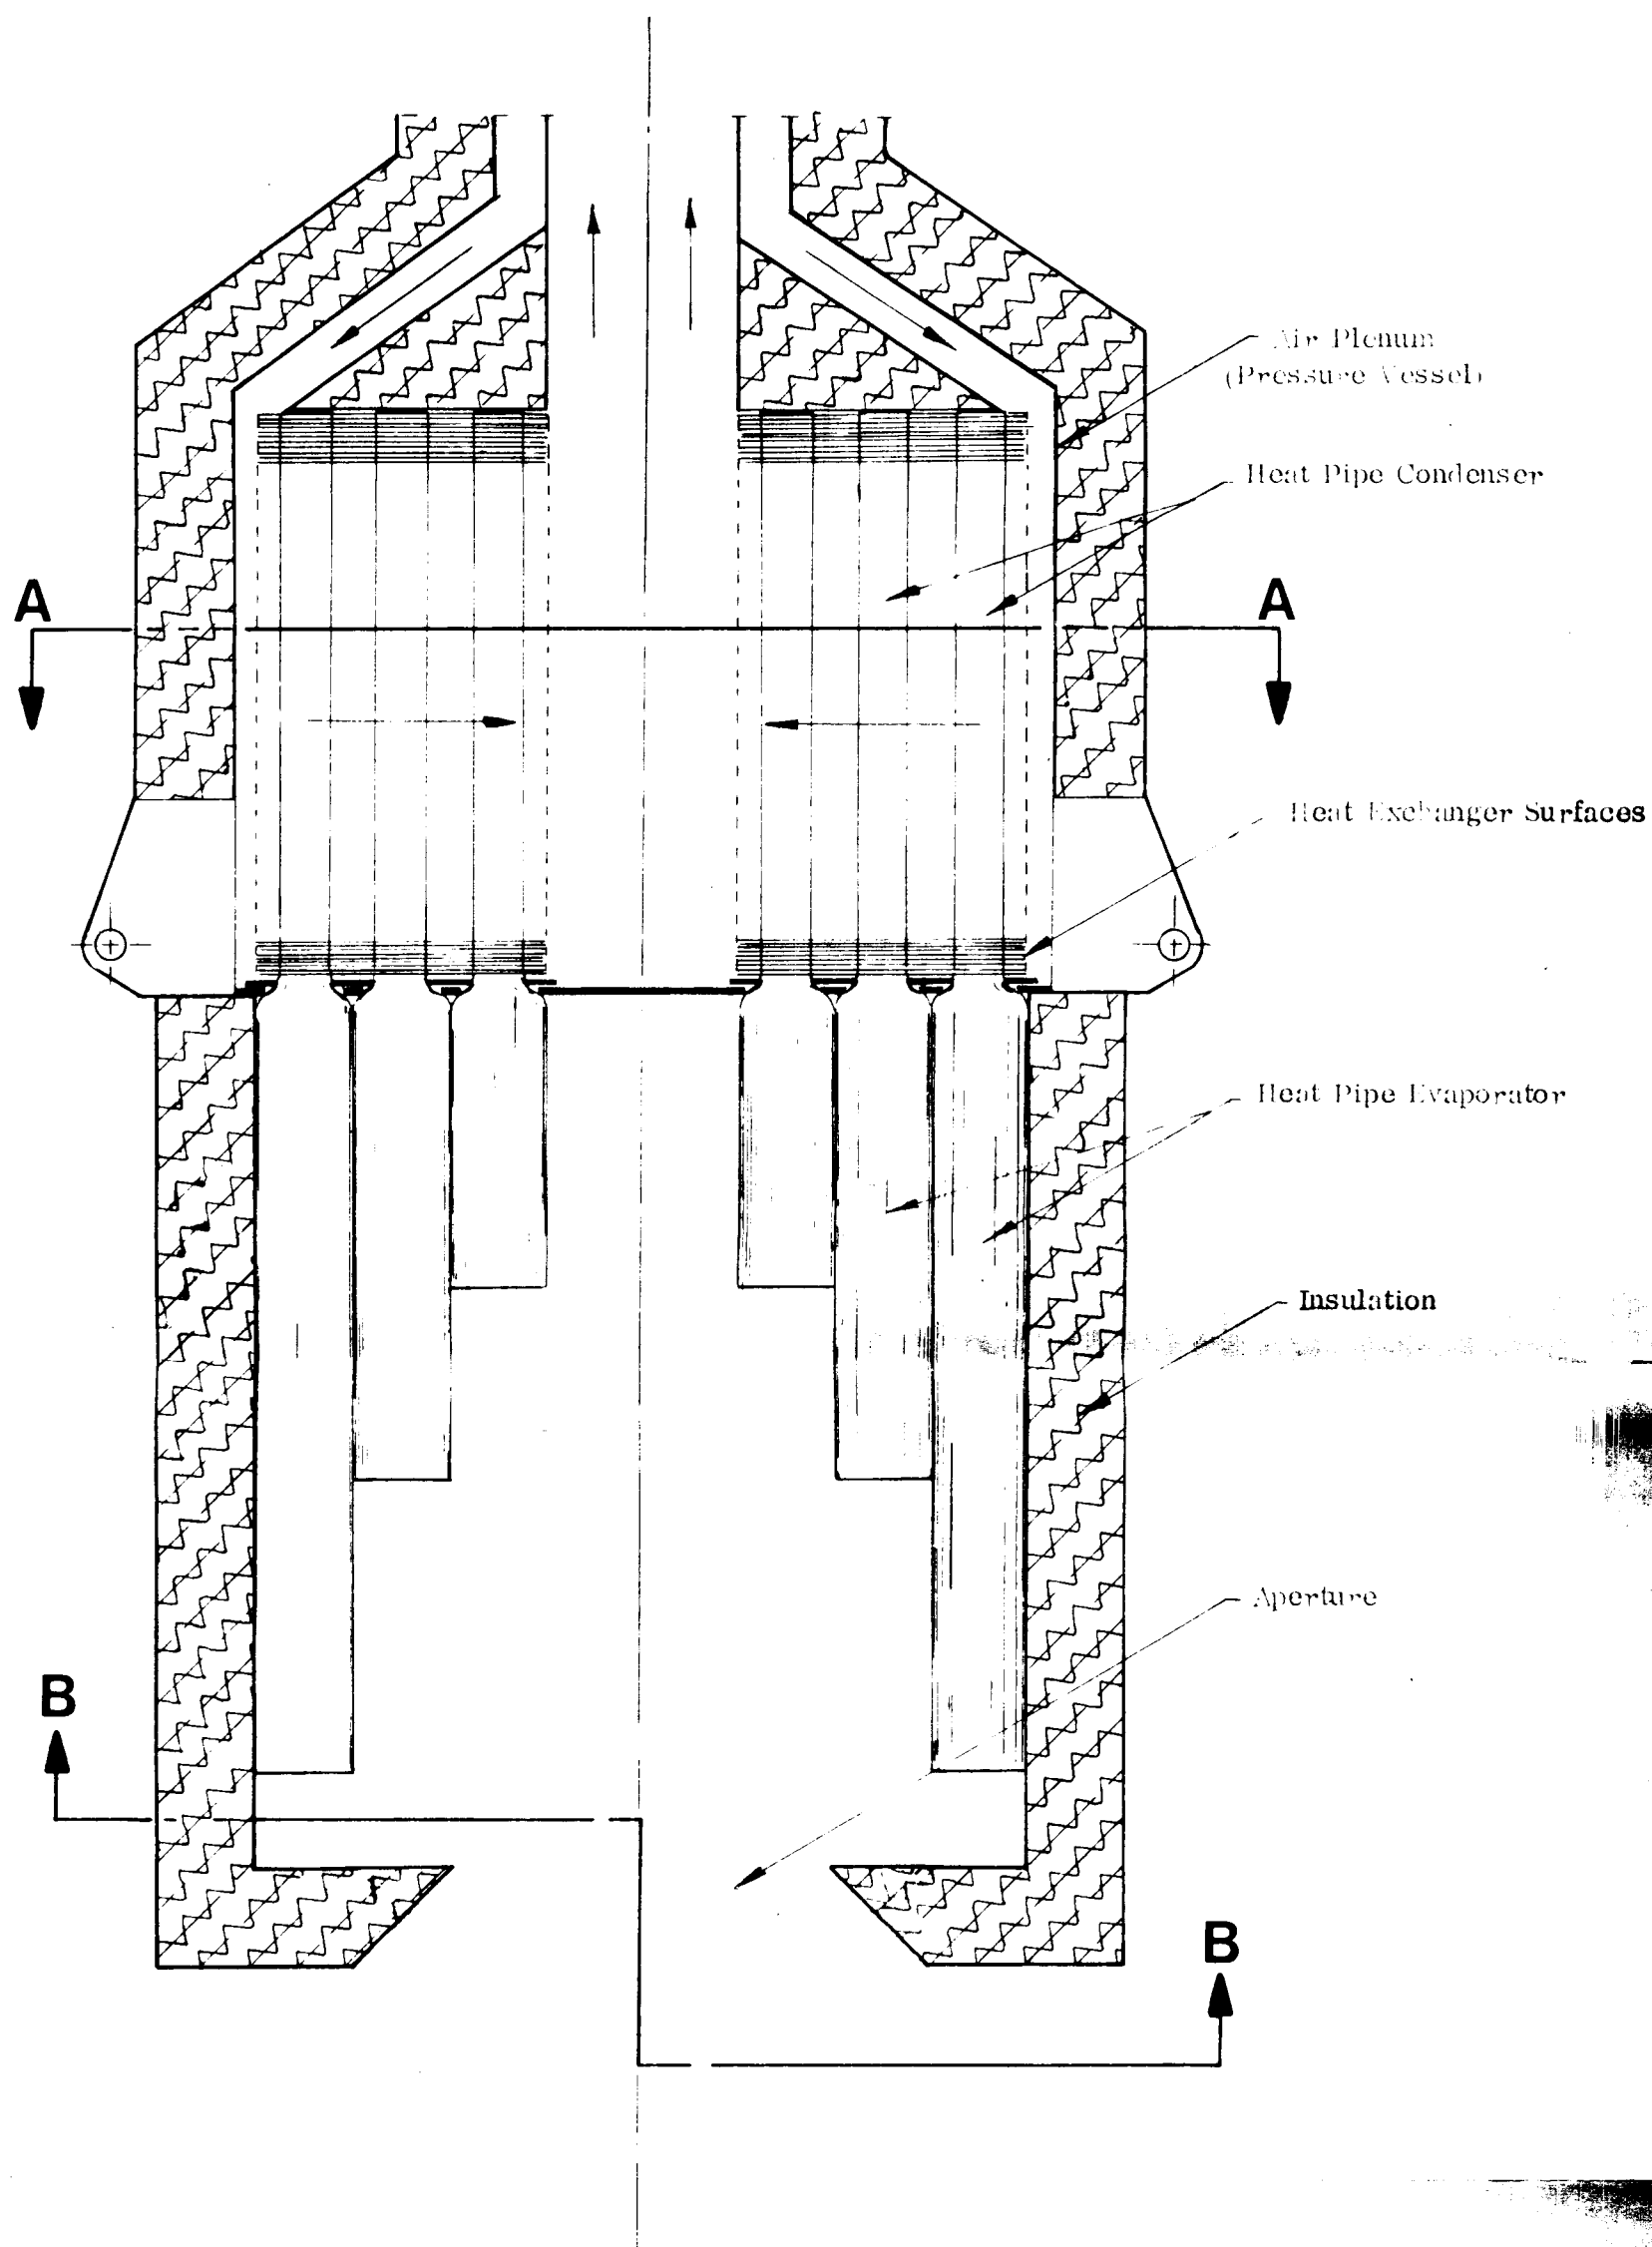 Air Plenum
(Pressure Vessel)
Heat Pipe Condenser
A
A
Heat Exchanger Surfaces
Heat Pipe Evaporator
Insulation
Aperture
B
B